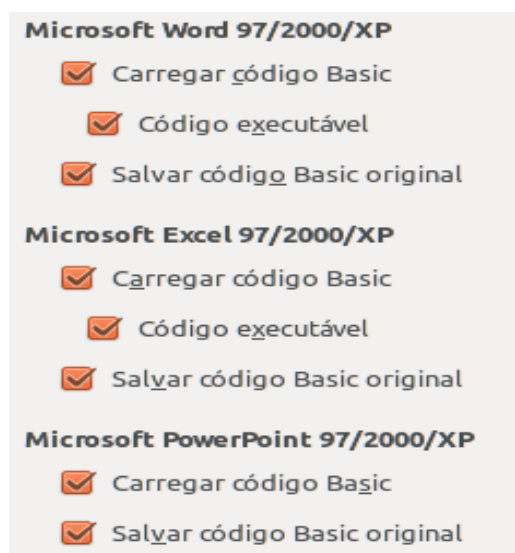 Microsoft Word 97/2000/XP
Carregar código Basic
Código executável
Salvar código Basic original
Microsoft Excel 97/2000/XP
Carregar código Basic
Código executável
Salvar código Basic original
Microsoft PowerPoint 97/2000/XP
Carregar código Basic
Salvar código Basic original